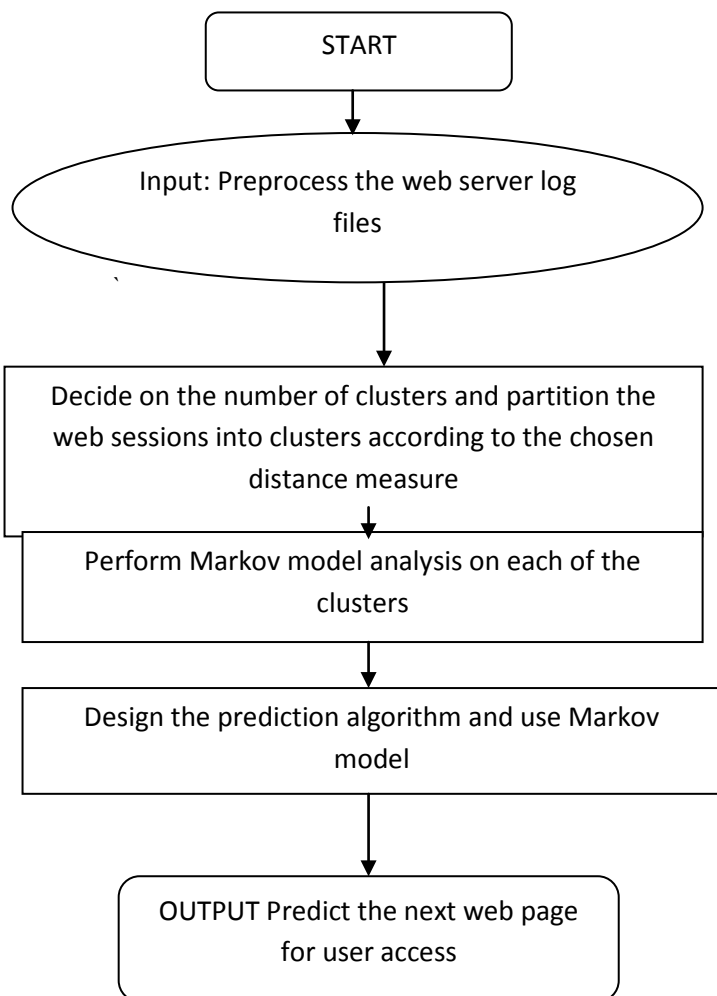 START
Input: Preprocess the web server log
files
`
Decide on the number of clusters and partition the
web sessions into clusters according to the chosen
distance measure
Perform Markov model analysis on each of the
clusters
Design the prediction algorithm and use Markov
model
OUTPUT Predict the next web page
for user access